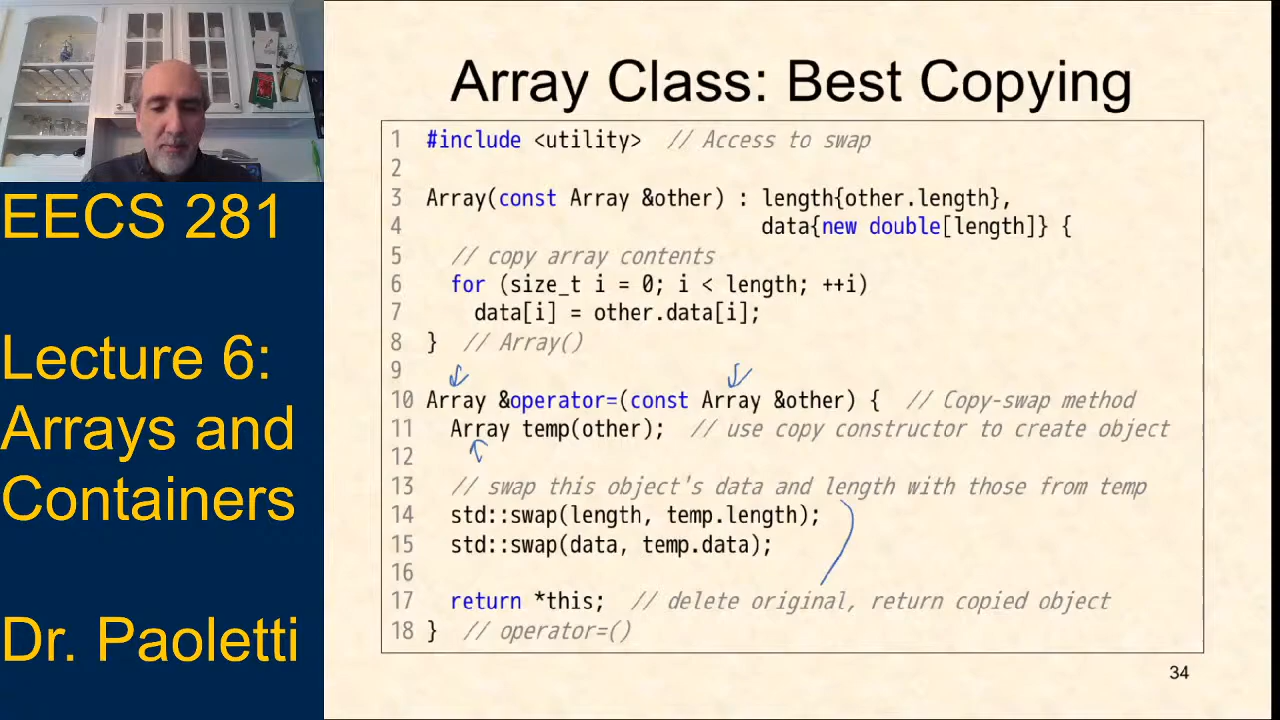 EECS 281
Lecture 6:
Arrays and
Containers
Dr. Paoletti
Array Class: Best Copying
1 #include <utility> // Access to swap
2
3 Array(const Array &other) : length{other.length},
4 data{new double[length]} {
5 // copy array contents
6 for (size_t i = 0; i < length; ++i)
7 data[i] = other.data[i];
8 } // Array()
9
10 Array &operator=(const Array &other) { // Copy-swap method
11 Array temp(other); // use copy constructor to create object
12
13 // swap this object's data and length with those from temp
14 std::swap(length, temp.length);
15 std::swap(data, temp.data);
16
17 return *this; // delete original, return copied object
18 } // operator=()
34